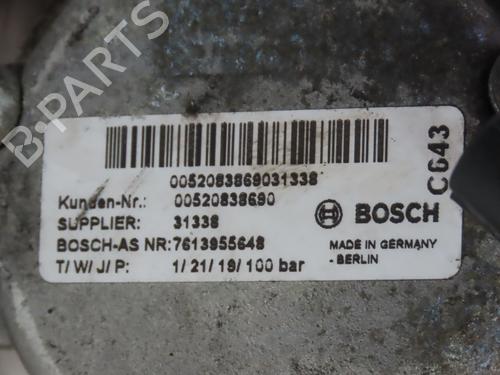 B-PARTS
0052083869031338
Kunden-Nr.: 00520838690
SUPPLIER: 31338
BOSCH-AS NR:7613955648
T/W/J/P: 1/21/19/100 bar
BOSCH
MADE IN GERMANY
- BERLIN
C643